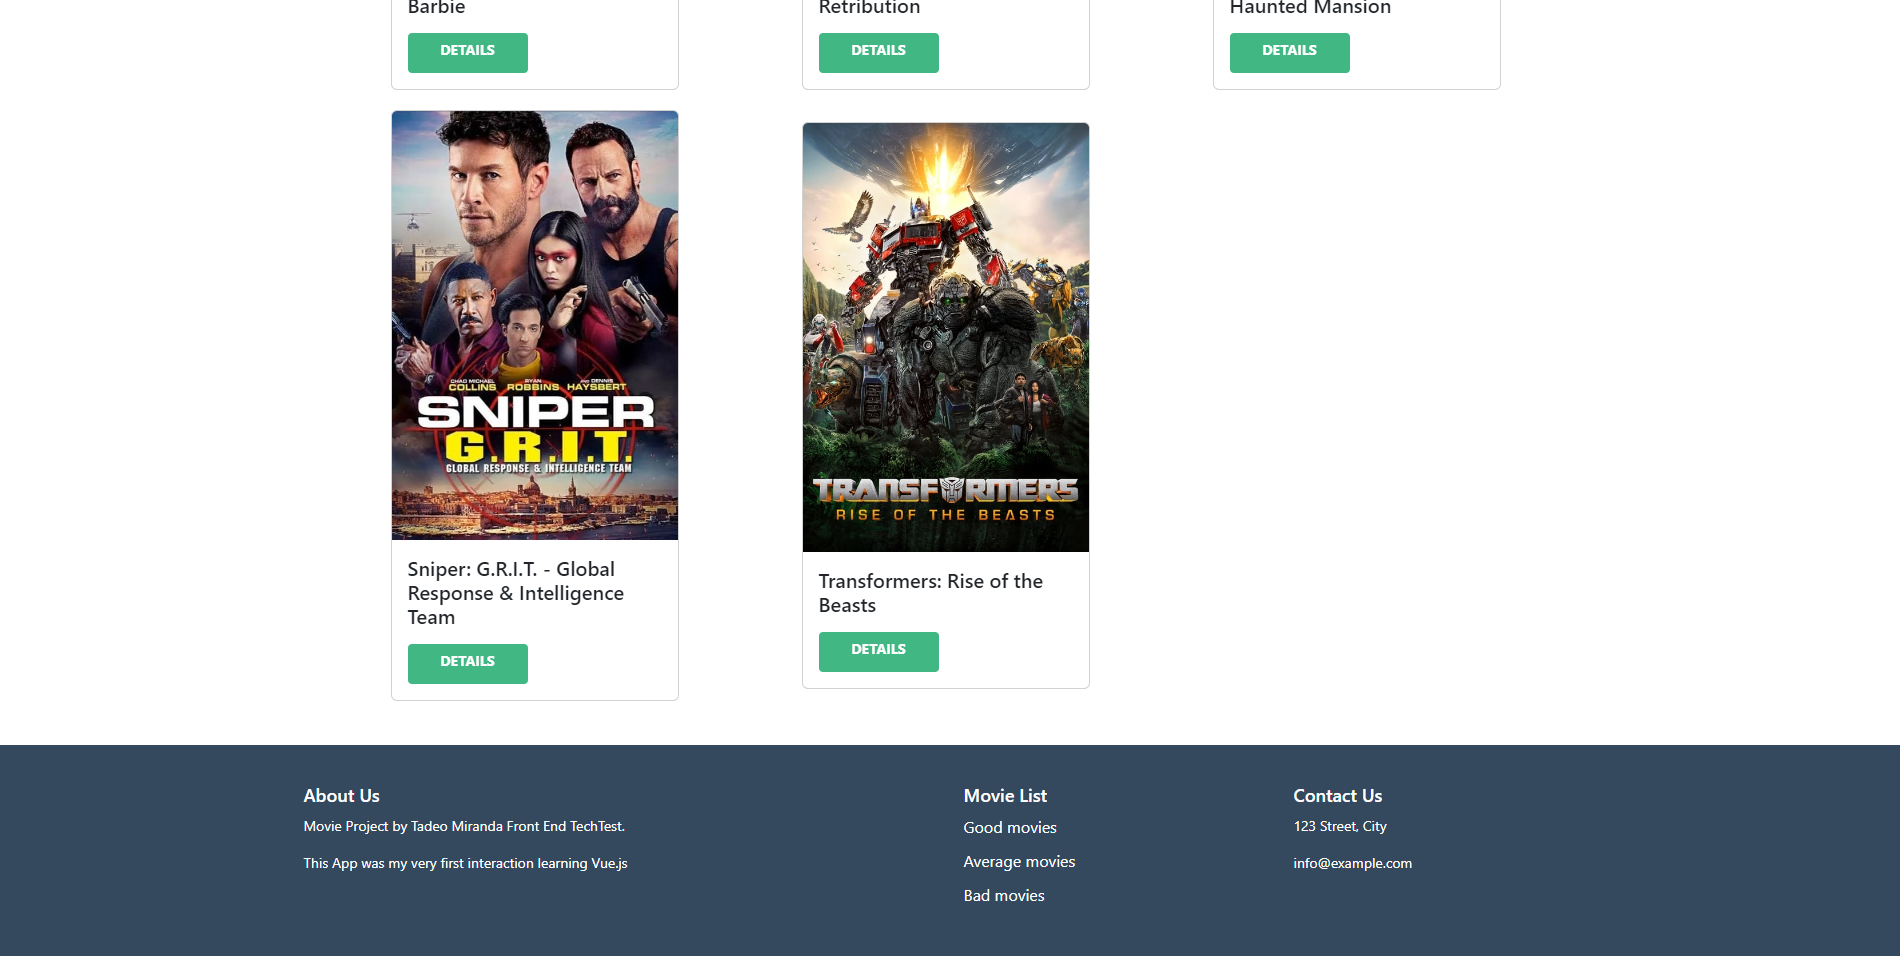 Barbie
DETAILS
Retribution
DETAILS
Haunted Mansion
DETAILS
CHAD MICHAEL COLLINS RYAN ROBBINS AND DENNIS HAYSBERT
SNIPER
G.R.I.T.
GLOBAL RESPONSE & INTELLIGENCE TEAM
Sniper: G.R.I.T. - Global
Response & Intelligence
Team
DETAILS
TRANSFORMERS
RISE OF THE BEASTS
Transformers: Rise of the
Beasts
DETAILS
About Us
Movie Project by Tadeo Miranda Front End TechTest.
This App was my very first interaction learning Vue.js
Movie List
Good movies
Average movies
Bad movies
Contact Us
123 Street, City
info@example.com